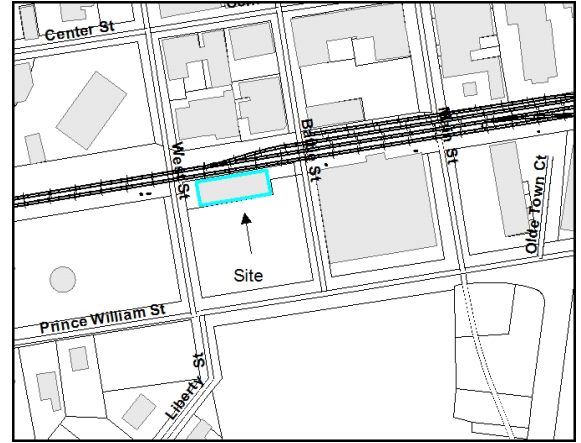 Center St
West St
Battle St
Main St
Olde Town Ct
Site
Prince William St
Liberty St